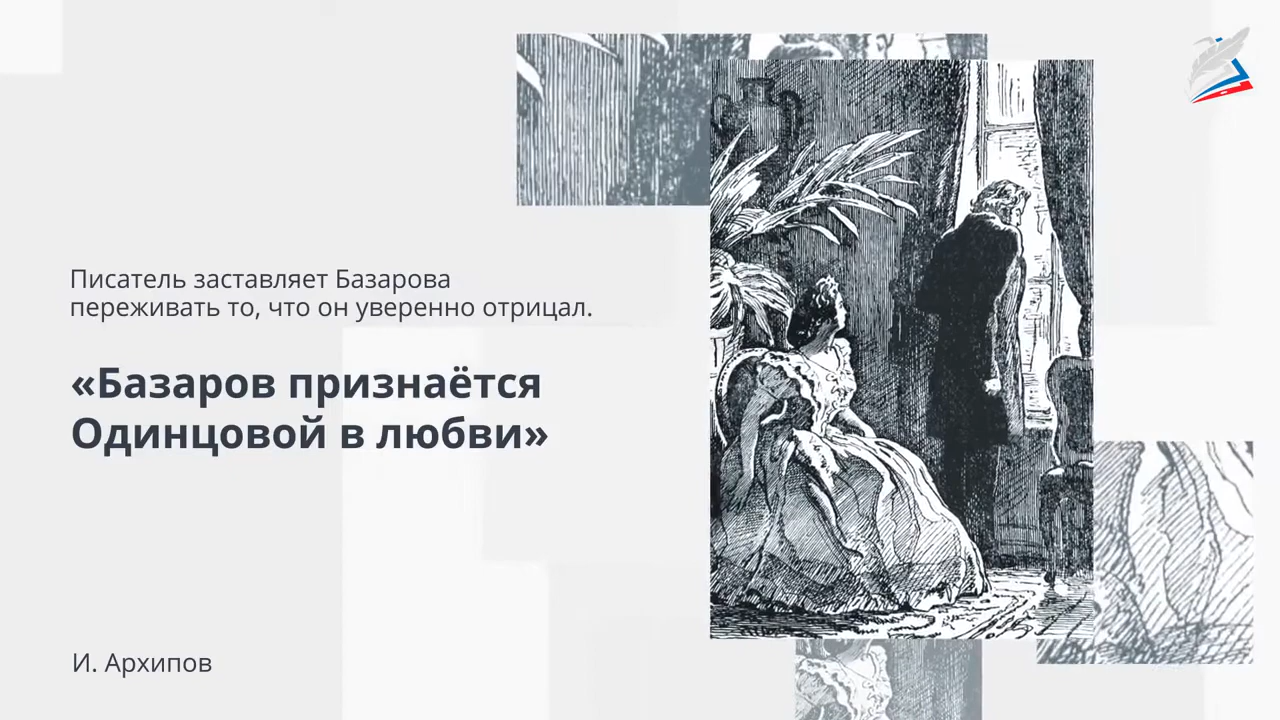 Писатель заставляет Базарова
переживать то, что он уверенно отрицал.
«Базаров признаётся
Одинцовой в любви»
И. Архипов